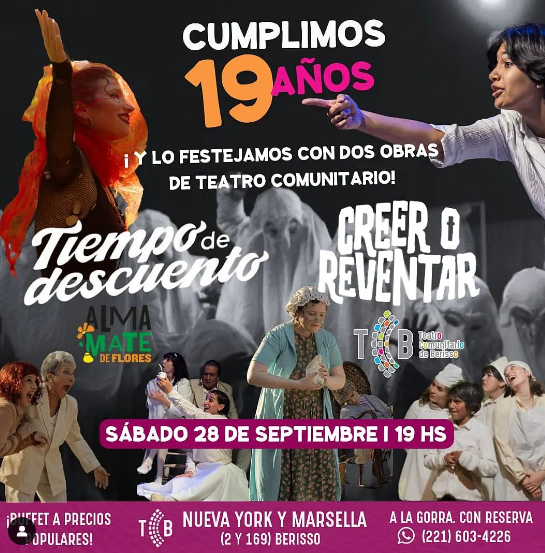 CUMPLIMOS
19 AÑOS
¡ Y LO FESTEJAMOS CON DOS OBRAS
DE TEATRO COMUNITARIO!
Tiempo de
descuento
CREER O
REVENTAR
ALMA
MATE
DE FLORES
T C B Teatro
Comunitario
de Berisso
SÁBADO 28 DE SEPTIEMBRE | 19 HS
¡BUFFET A PRECIOS
POPULARES!
T C B
NUEVA YORK Y MARSELLA
(2 Y 169) BERISSO
A LA GORRA. CON RESERVA
(221) 603-4226